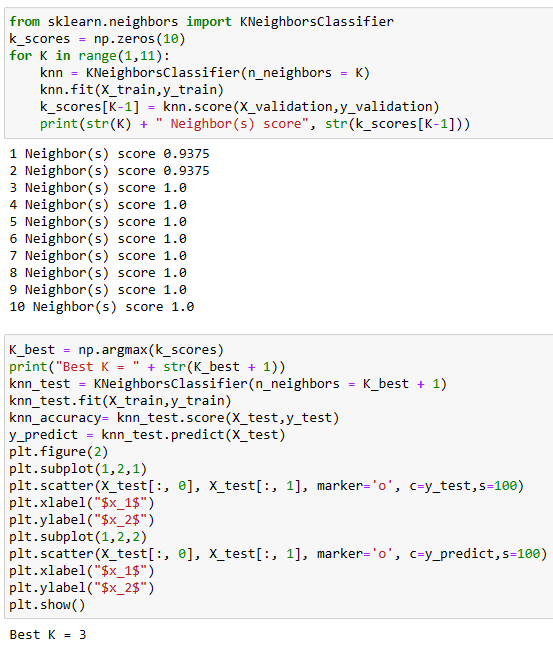 from sklearn.neighbors import KNeighborsClassifier
k_scores = np.zeros(10)
for K in range(1,11):
    knn = KNeighborsClassifier(n_neighbors = K)
    knn.fit(X_train,y_train)
    k_scores[K-1] = knn.score(X_validation,y_validation)
    print(str(K) + " Neighbor(s) score", str(k_scores[K-1]))
1 Neighbor(s) score 0.9375
2 Neighbor(s) score 0.9375
3 Neighbor(s) score 1.0
4 Neighbor(s) score 1.0
5 Neighbor(s) score 1.0
6 Neighbor(s) score 1.0
7 Neighbor(s) score 1.0
8 Neighbor(s) score 1.0
9 Neighbor(s) score 1.0
10 Neighbor(s) score 1.0
K_best = np.argmax(k_scores)
print("Best K = " + str(K_best + 1))
knn_test = KNeighborsClassifier(n_neighbors = K_best + 1)
knn_test.fit(X_train,y_train)
knn_accuracy= knn_test.score(X_test,y_test)
y_predict = knn_test.predict(X_test)
plt.figure(2)
plt.subplot(1,2,1)
plt.scatter(X_test[:, 0], X_test[:, 1], marker='o', c=y_test,s=100)
plt.xlabel("$x_1$")
plt.ylabel("$x_2$")
plt.subplot(1,2,2)
plt.scatter(X_test[:, 0], X_test[:, 1], marker='o', c=y_predict,s=100)
plt.xlabel("$x_1$")
plt.ylabel("$x_2$")
plt.show()
Best K = 3